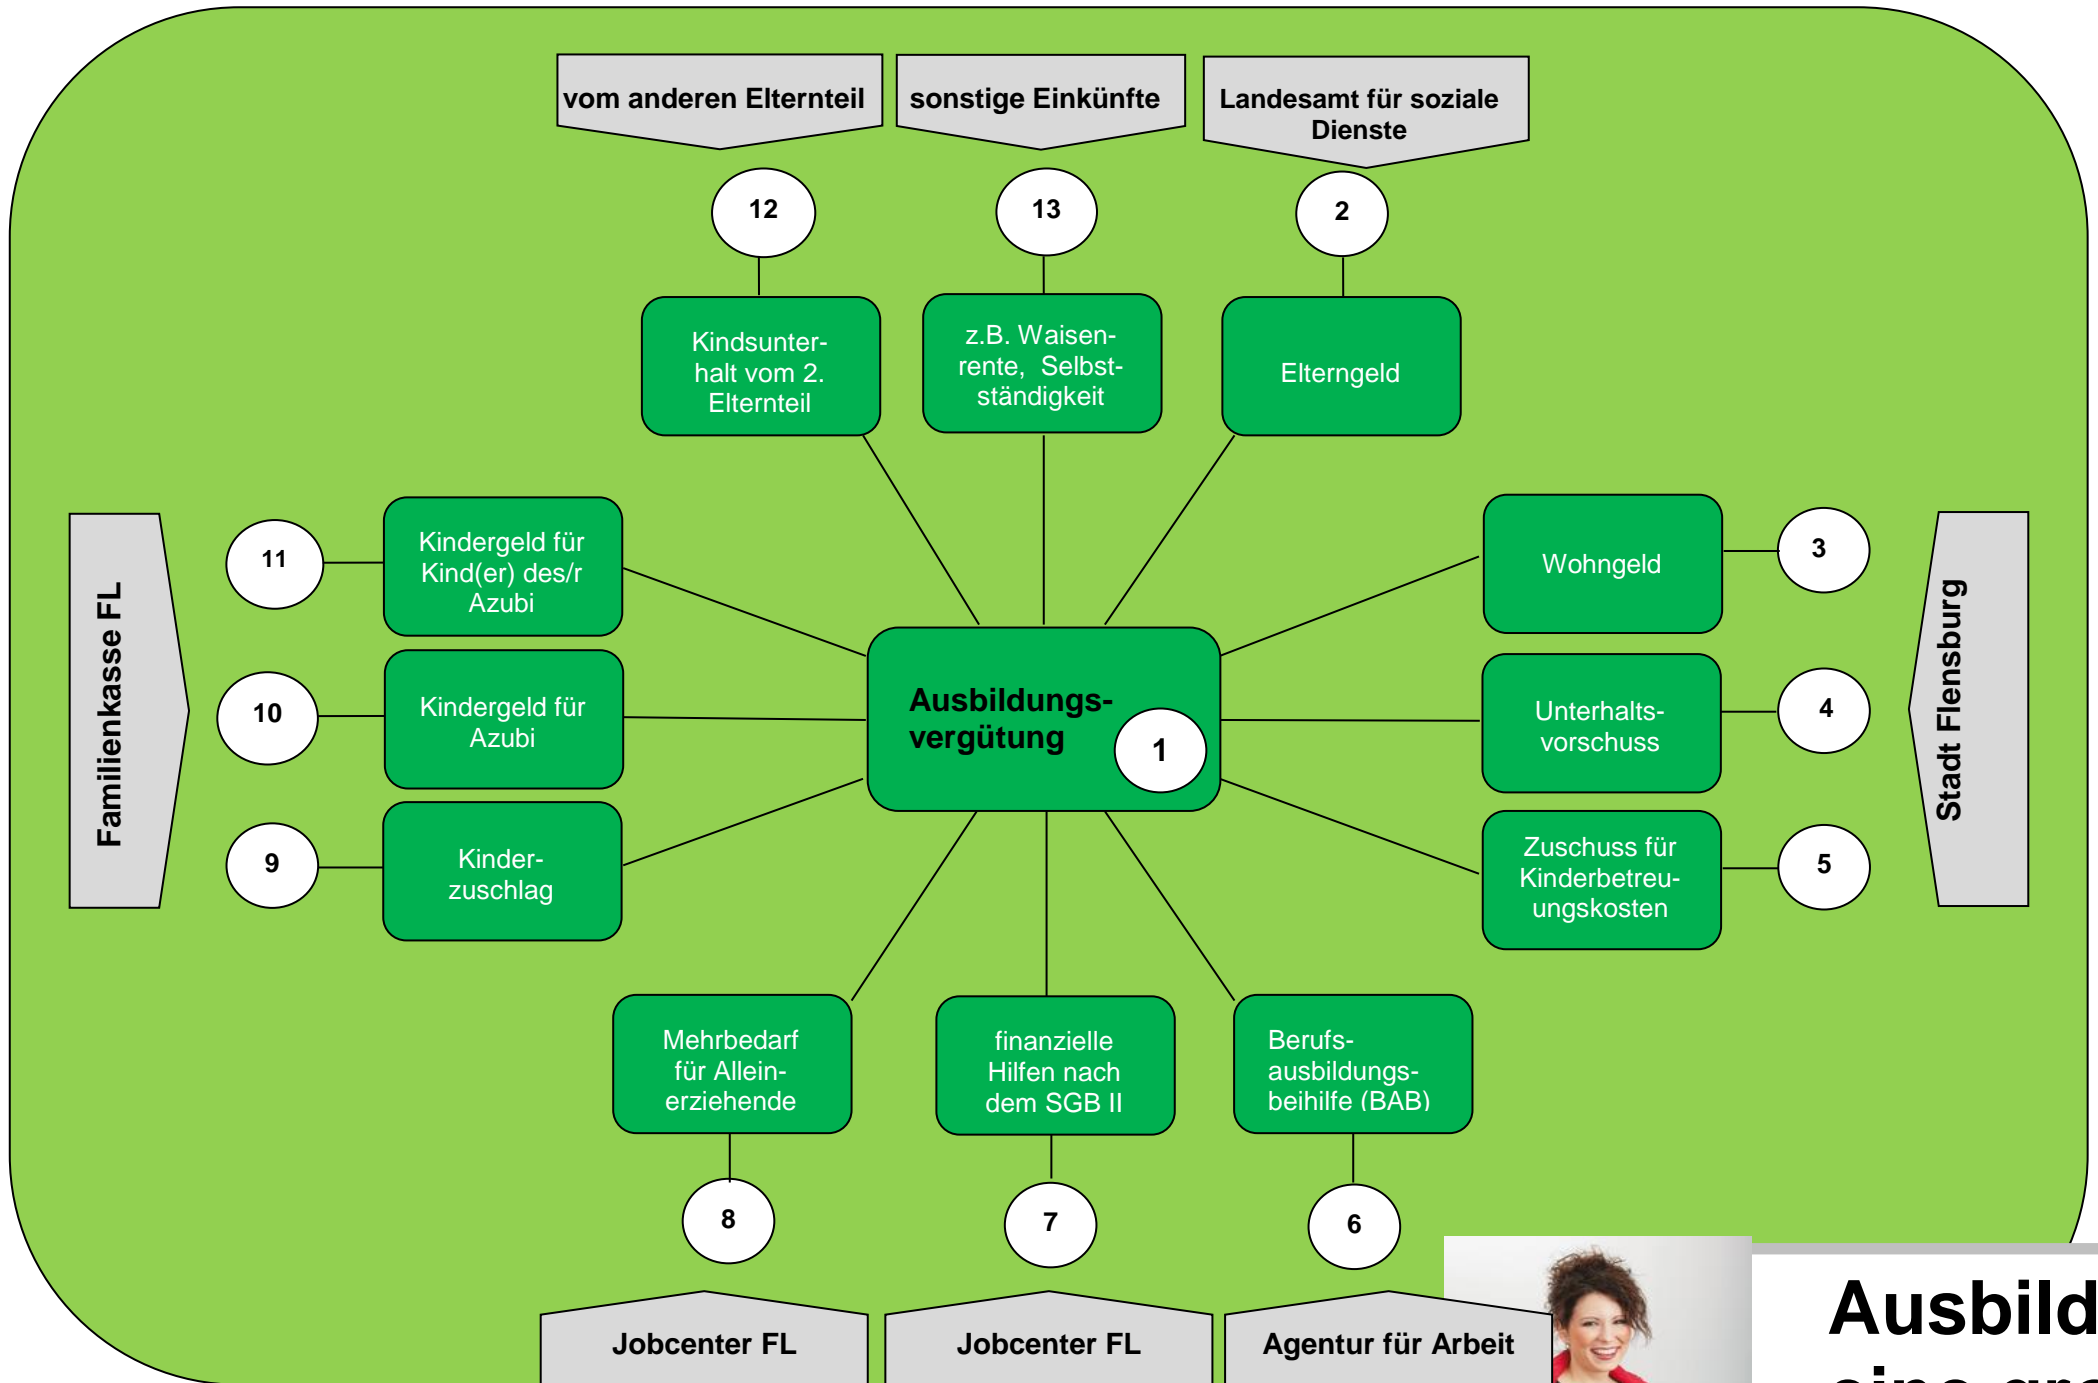 vom anderen Elternteil
sonstige Einkünfte
Landesamt für soziale
Dienste
12
13
2
Kindsunter-
halt vom 2.
Elternteil
z.B. Waisen-
rente, Selbst-
ständigkeit
Elterngeld
Familienkasse FL
11
Kindergeld für
Kind(er) des/r
Azubi
10
Kindergeld für
Azubi
9
Kinder-
zuschlag
Ausbildungs-
vergütung
1
Wohngeld
3
Unterhalts-
vorschuss
4
Zuschuss für
Kinderbetreu-
ungskosten
5
Stadt Flensburg
Mehrbedarf
für Allein-
erziehende
finanzielle
Hilfen nach
dem SGB II
Berufs-
ausbildungs-
beihilfe (BAB)
8
7
6
Jobcenter FL
Jobcenter FL
Agentur für Arbeit
Ausbild